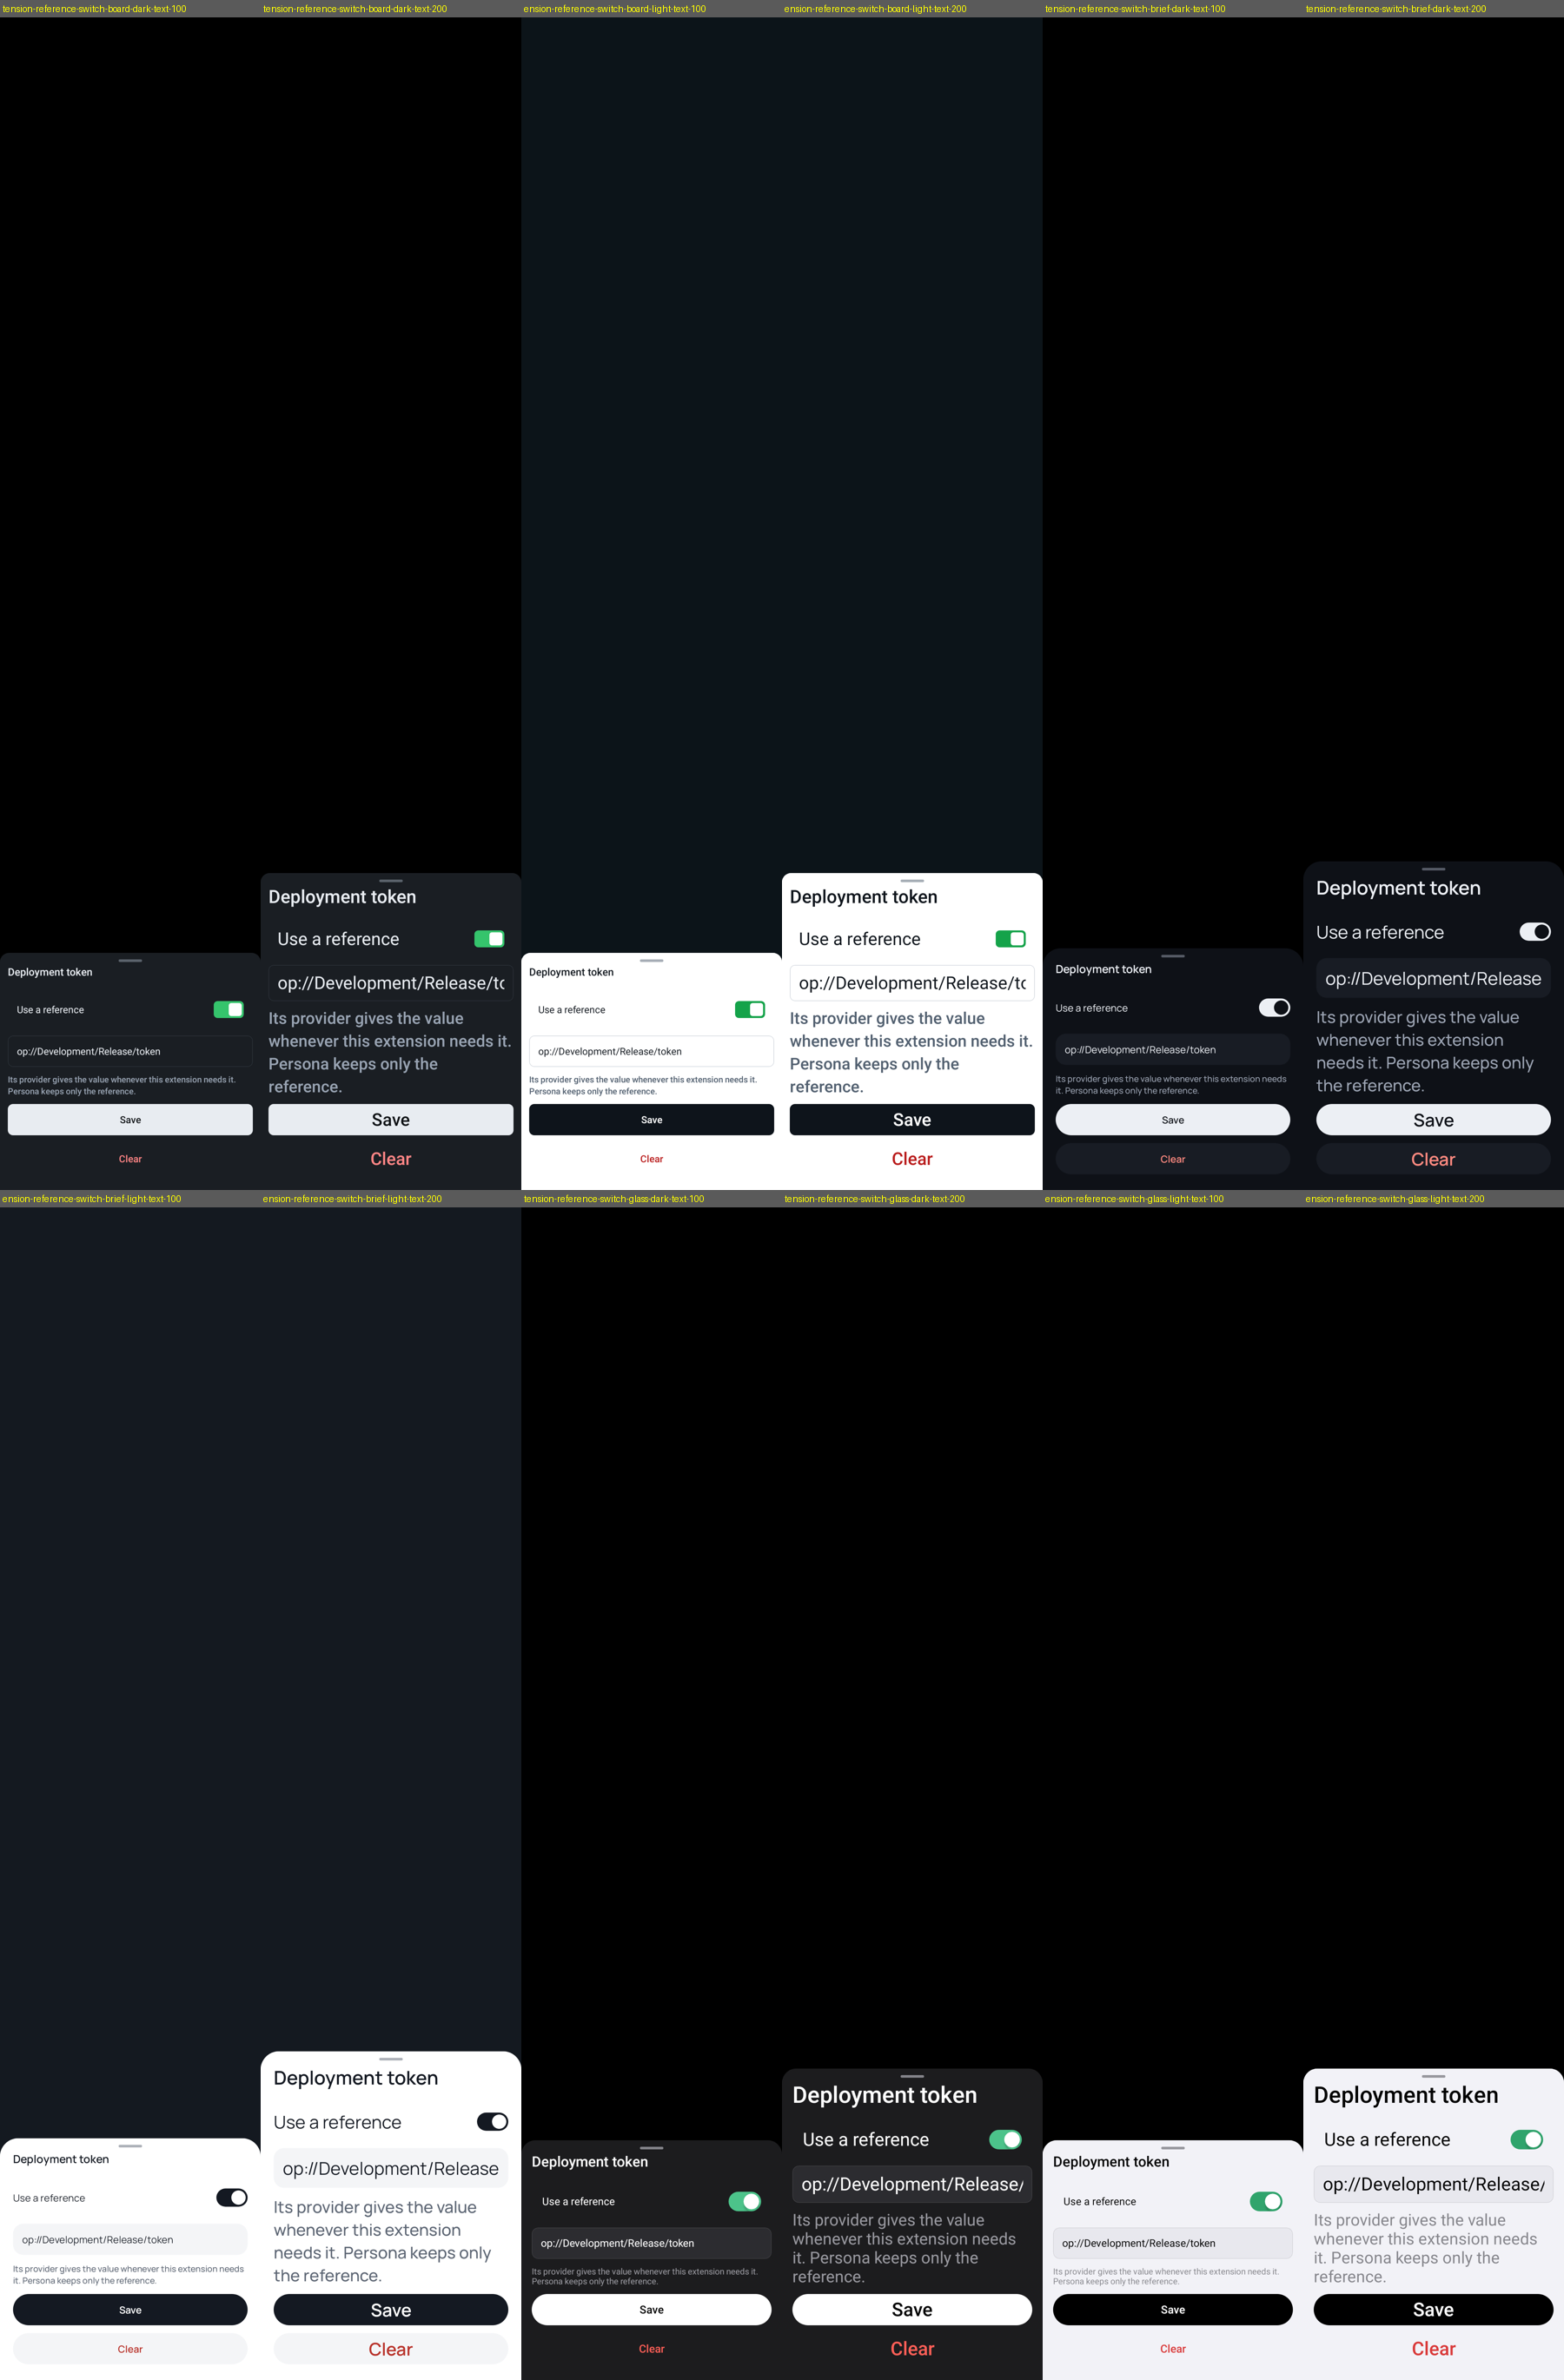 tension-reference-switch-board-dark-text-100
tension-reference-switch-board-dark-text-200
ension-reference-switch-board-light-text-100
ension-reference-switch-board-light-text-200
tension-reference-switch-brief-dark-text-100
tension-reference-switch-brief-dark-text-200
Deployment token
Use a reference
op://Development/Release/token
Its provider gives the value whenever this extension needs it.
Persona keeps only the reference.
Save
Clear
Deployment token
Use a reference
op://Development/Release/tc
Its provider gives the value
whenever this extension needs it.
Persona keeps only the
reference.
Save
Clear
Deployment token
Use a reference
op://Development/Release/token
Its provider gives the value whenever this extension needs it.
Persona keeps only the reference.
Save
Clear
Deployment token
Use a reference
op://Development/Release/tc
Its provider gives the value
whenever this extension needs it.
Persona keeps only the
reference.
Save
Clear
Deployment token
Use a reference
op://Development/Release/token
Its provider gives the value whenever this extension needs
it. Persona keeps only the reference.
Save
Clear
Deployment token
Use a reference
op://Development/Release
Its provider gives the value
whenever this extension
needs it. Persona keeps only
the reference.
Save
Clear
ension-reference-switch-brief-light-text-100
ension-reference-switch-brief-light-text-200
tension-reference-switch-glass-dark-text-100
tension-reference-switch-glass-dark-text-200
ension-reference-switch-glass-light-text-100
ension-reference-switch-glass-light-text-200
Deployment token
Use a reference
op://Development/Release/token
Its provider gives the value whenever this extension needs
it. Persona keeps only the reference.
Save
Clear
Deployment token
Use a reference
op://Development/Release
Its provider gives the value
whenever this extension
needs it. Persona keeps only
the reference.
Save
Clear
Deployment token
Use a reference
op://Development/Release/token
Its provider gives the value whenever this extension needs it.
Persona keeps only the reference.
Save
Clear
Deployment token
Use a reference
op://Development/Release/
Its provider gives the value
whenever this extension needs
it. Persona keeps only the
reference.
Save
Clear
Deployment token
Use a reference
op://Development/Release/token
Its provider gives the value whenever this extension needs it.
Persona keeps only the reference.
Save
Clear
Deployment token
Use a reference
op://Development/Release/
Its provider gives the value
whenever this extension needs
it. Persona keeps only the
reference.
Save
Clear